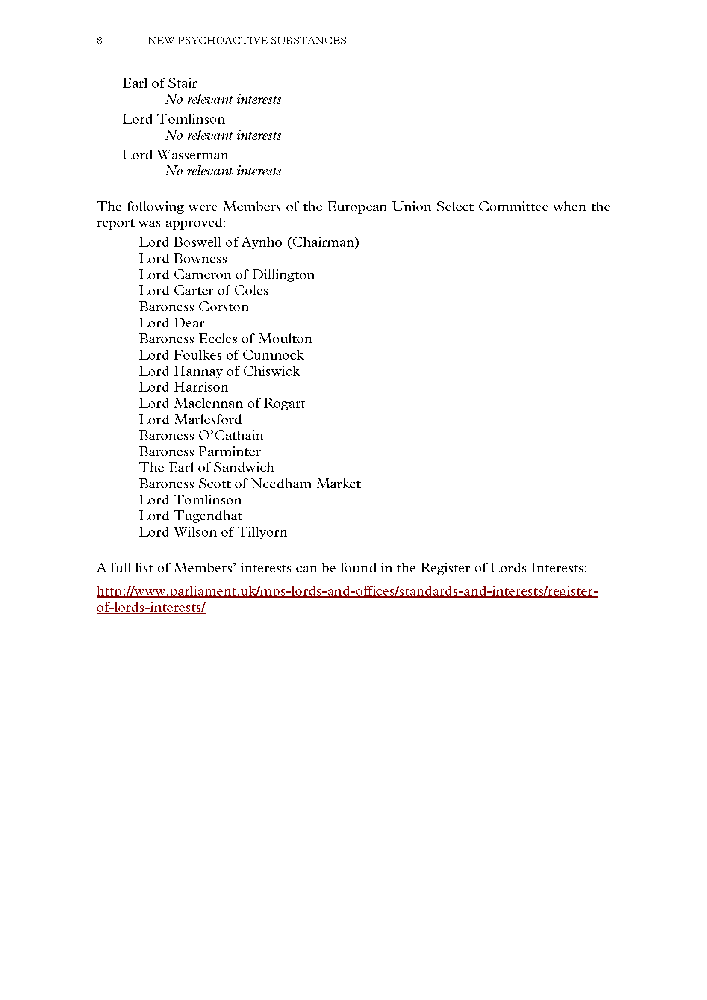 8 NEW PSYCHOACTIVE SUBSTANCES
Earl of Stair
No relevant interests
Lord Tomlinson
No relevant interests
Lord Wasserman
No relevant interests
The following were Members of the European Union Select Committee when the
report was approved:
Lord Boswell of Aynho (Chairman)
Lord Bowness
Lord Cameron of Dillington
Lord Carter of Coles
Baroness Corston
Lord Dear
Baroness Eccles of Moulton
Lord Foulkes of Cumnock
Lord Hannay of Chiswick
Lord Harrison
Lord Maclennan of Rogart
Lord Marlesford
Baroness O’Cathain
Baroness Parminter
The Earl of Sandwich
Baroness Scott of Needham Market
Lord Tomlinson
Lord Tugendhat
Lord Wilson of Tillyorn
A full list of Members’ interests can be found in the Register of Lords Interests:
http://www.parliament.uk/mps-lords-and-offices/standards-and-interests/register-
of-lords-interests/